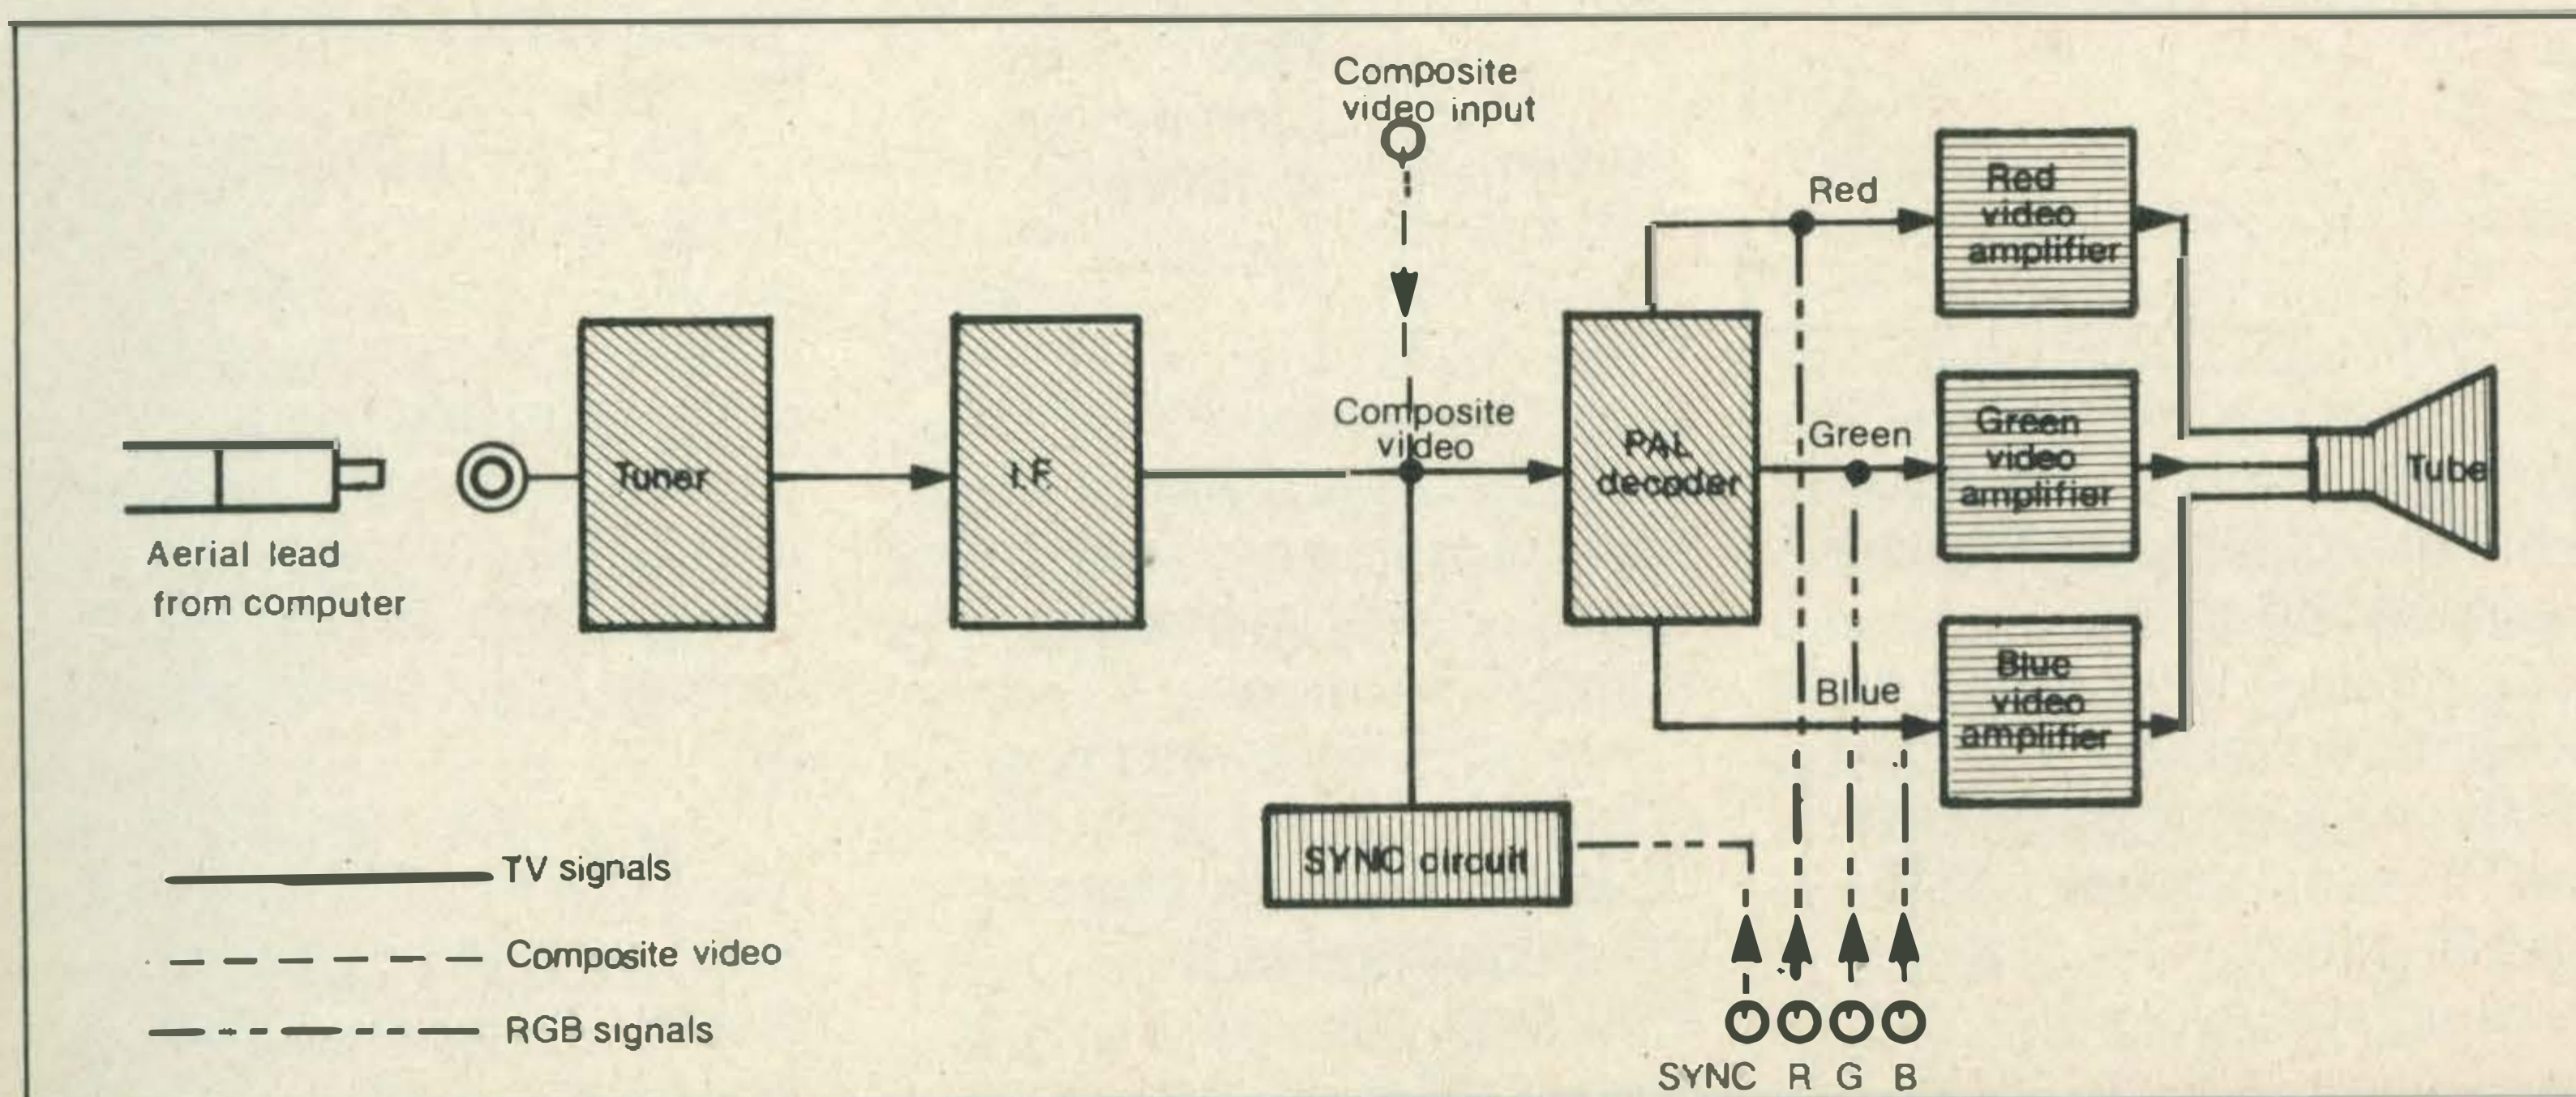 Composite
video input
Red
Red
video
amplifier
Composite
video
Tuner
I.F.
PAL
decoder
Green
Green
video
amplifier
Tube
Aerial lead
from computer
Blue
Blue
video
amplifier
SYNC circuit
TV signals
Composite video
RGB signals
SYNC R G B